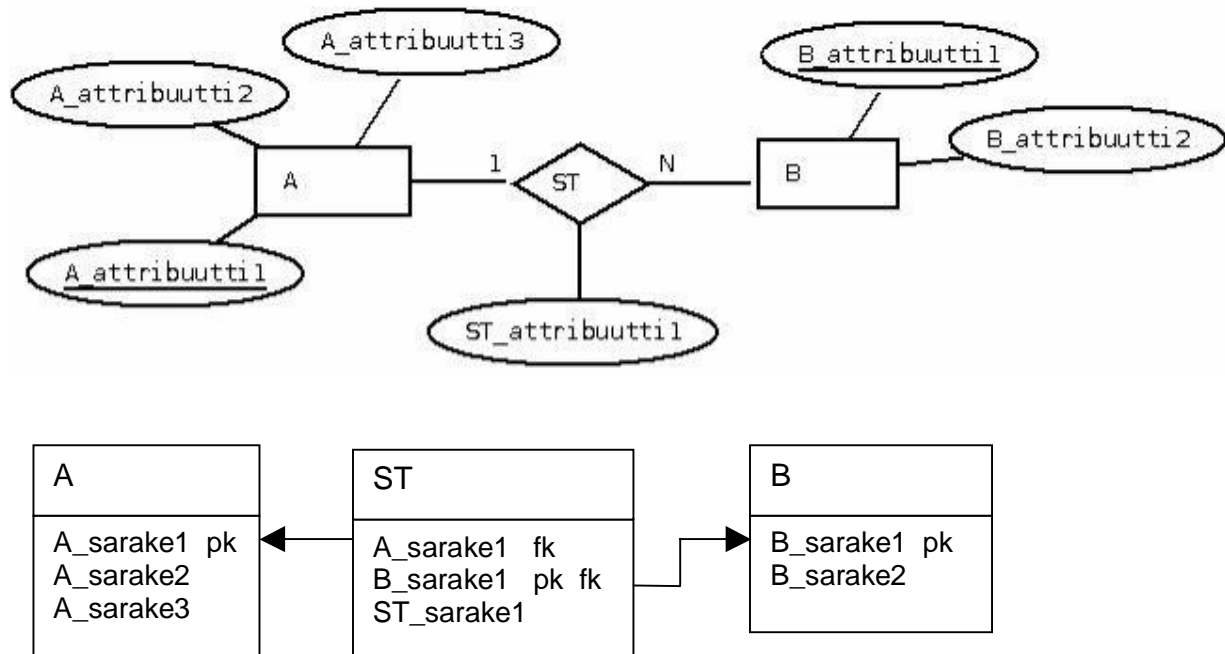 A_attribuutti3
B_attribuutti1
A_attribuutti2
B_attribuutti2
A
1
ST
N
B
A_attribuutti1
ST_attribuutti1
A
A_sarake1 pk
A_sarake2
A_sarake3
ST
A_sarake1 fk
B_sarake1 pk fk
ST_sarake1
B
B_sarake1 pk
B_sarake2